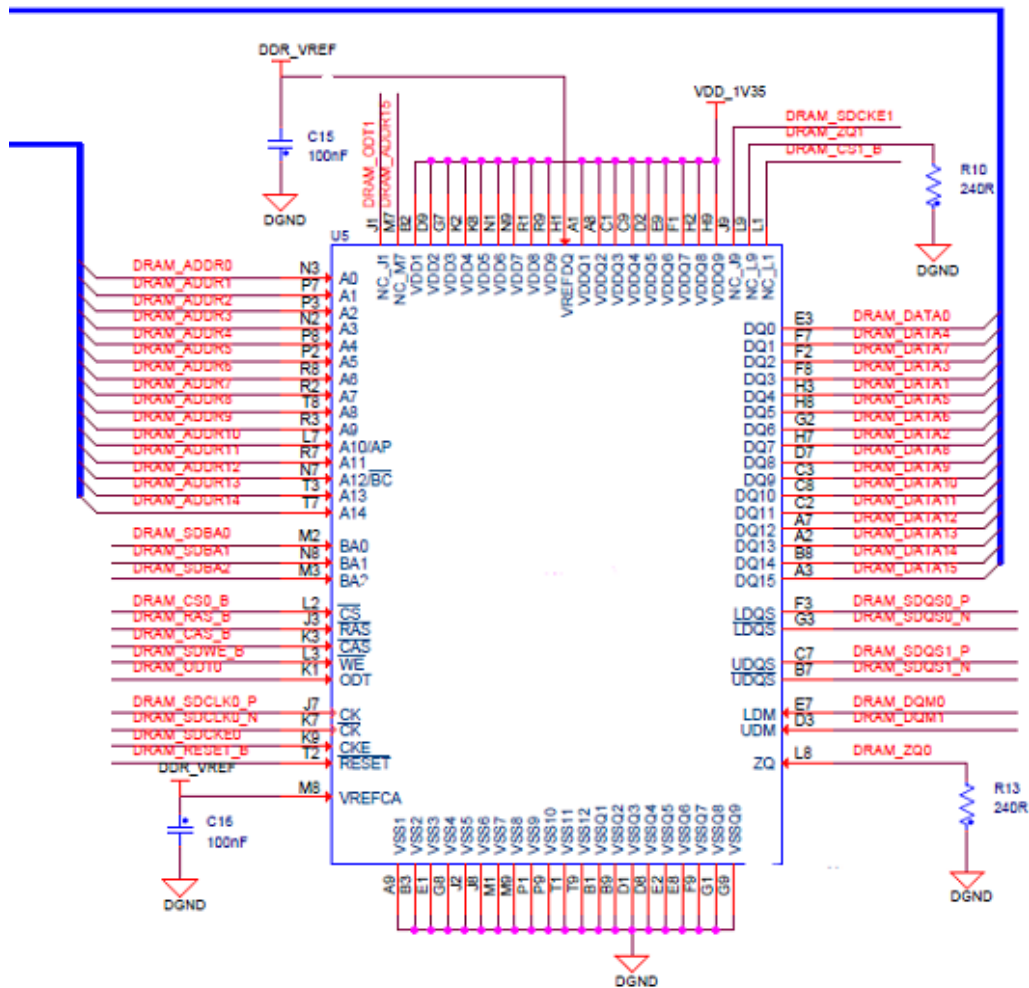 DDR_VREF
C15
100nF
DGND
DRAM_ODT1
DRAM_ADDR15
VDD_1V35
DRAM_SDCKE1
DRAM_ZQ1
DRAM_CS1_B
R10
240R
DGND
U5
J1 M7 B2 D9 G7 K2 K8 N1 N9 R1 R9 H1 A1 A8 C1 C9 D2 E9 F1 H2 H9 J9 L9 L1
NC_J1 NC_M7 VDD1 VDD2 VDD3 VDD4 VDD5 VDD6 VDD7 VDD8 VDD9 VREFDQ VDDQ1 VDDQ2 VDDQ3 VDDQ4 VDDQ5 VDDQ6 VDDQ7 VDDQ8 VDDQ9 NC_J9 NC_L9 NC_L1
DRAM_ADDR0 N3 A0
DRAM_ADDR1 P7 A1
DRAM_ADDR2 P3 A2
DRAM_ADDR3 N2 A3
DRAM_ADDR4 P8 A4
DRAM_ADDR5 P2 A5
DRAM_ADDR6 R8 A6
DRAM_ADDR7 R2 A7
DRAM_ADDR8 T8 A8
DRAM_ADDR9 R3 A9
DRAM_ADDR10 L7 A10/AP
DRAM_ADDR11 R7 A11
DRAM_ADDR12 N7 A12/BC
DRAM_ADDR13 T3 A13
DRAM_ADDR14 T7 A14
DRAM_SDBA0 M2 BA0
DRAM_SDBA1 N8 BA1
DRAM_SDBA2 M3 BA2
DRAM_CS0_B L2 CS
DRAM_RAS_B J3 RAS
DRAM_CAS_B K3 CAS
DRAM_SDWE_B L3 WE
DRAM_ODT0 K1 ODT
DRAM_SDCLK0_P J7 CK
DRAM_SDCLK0_N K7 CK
DRAM_SDCKE0 K9 CKE
DRAM_RESET_B T2 RESET
DDR_VREF
M8 VREFCA
C16
100nF
DGND
DQ0 E3 DRAM_DATA0
DQ1 F7 DRAM_DATA4
DQ2 F2 DRAM_DATA7
DQ3 F8 DRAM_DATA3
DQ4 H3 DRAM_DATA1
DQ5 H8 DRAM_DATA5
DQ6 G2 DRAM_DATA6
DQ7 H7 DRAM_DATA2
DQ8 D7 DRAM_DATA8
DQ9 C3 DRAM_DATA9
DQ10 C8 DRAM_DATA10
DQ11 C2 DRAM_DATA11
DQ12 A7 DRAM_DATA12
DQ13 A2 DRAM_DATA13
DQ14 B8 DRAM_DATA14
DQ15 A3 DRAM_DATA15
LDQS F3 DRAM_SDQS0_P
LDQS G3 DRAM_SDQS0_N
UDQS C7 DRAM_SDQS1_P
UDQS B7 DRAM_SDQS1_N
LDM E7 DRAM_DQM0
UDM D3 DRAM_DQM1
ZQ L8 DRAM_ZQ0
R13
240R
DGND
VSS1 VSS2 VSS3 VSS4 VSS5 VSS6 VSS7 VSS8 VSS9 VSS10 VSS11 VSS12 VSSQ1 VSSQ2 VSSQ3 VSSQ4 VSSQ5 VSSQ6 VSSQ7 VSSQ8 VSSQ9
A9 B3 E1 G8 J2 J8 M1 M9 P1 P9 T1 T9 B1 B9 D1 D8 E2 E8 F9 G1 G9
DGND